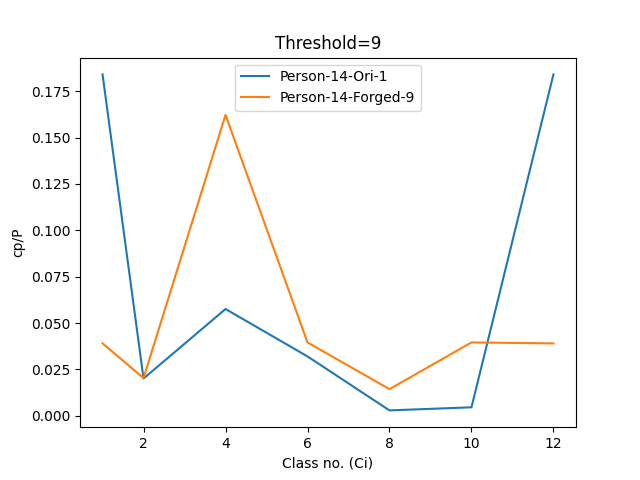 Threshold=9
Person-14-Ori-1
Person-14-Forged-9
cp/P
0.175
0.150
0.125
0.100
0.075
0.050
0.025
0.000
2 4 6 8 10 12
Class no. (Ci)